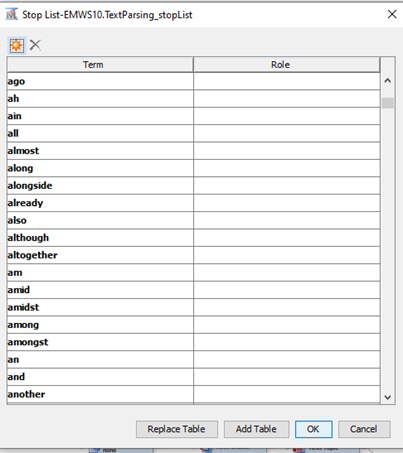 Stop List-EMWS10.TextParsing_stopList
Term Role
ago
ah
ain
all
almost
along
alongside
already
also
although
altogether
am
amid
amidst
among
amongst
an
and
another
Replace Table Add Table OK Cancel
none